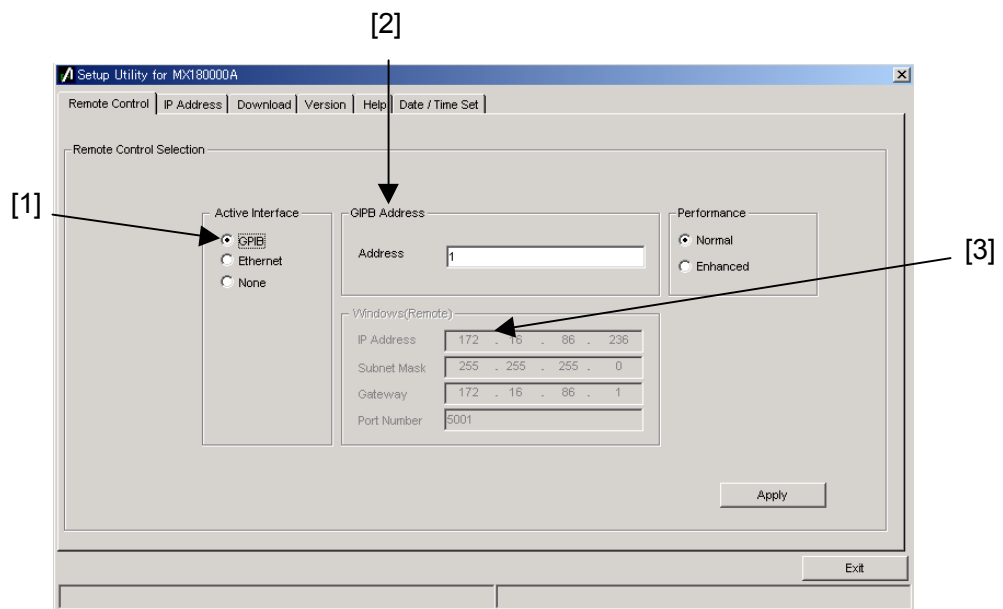 [2]
Setup Utility for MX180000A
Remote Control IP Address Download Version Help Date / Time Set
Remote Control Selection
[1]
Active Interface
GPIB
Ethernet
None
GIPB Address
Address 1
Performance
Normal
Enhanced
[3]
Windows(Remote)
IP Address 172 . 16 . 86 . 236
Subnet Mask 255 . 255 . 255 . 0
Gateway 172 . 16 . 86 . 1
Port Number 5001
Apply
Exit